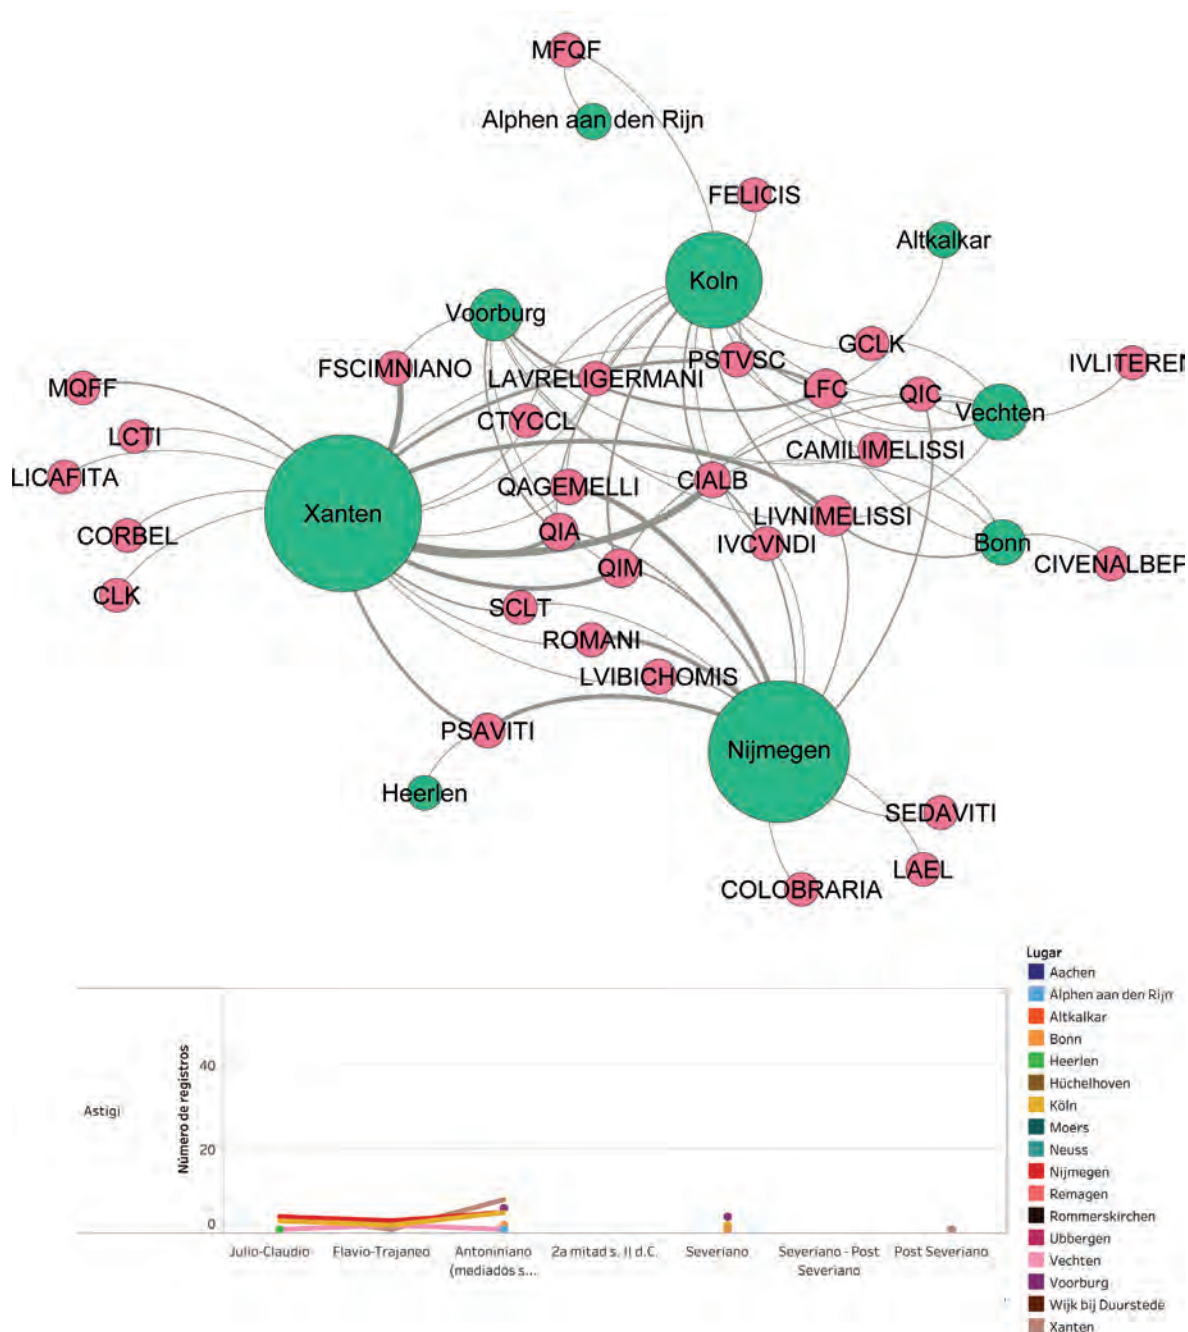 MFQF
Alphen aan den Rijn
FELICIS
Altkalkar
Koln
Voorburg
GCLK
PSTVSC
IVLITEREN
FSCIMNIANO
LAVRELIGERMANI
MQFF
LFC
QIC
Vechten
CTYCCL
LCTI
CAMILIMELISSI
LICAFITA
QAGEMELLI
CIALB
Xanten
LIVNIMELISSI
CORBEL
QIA
IVCVNDI
Bonn
CIVENALBEF
QIM
CLK
SCLT
ROMANI
LVIBICHOMIS
PSAVITI
Nijmegen
Heerlen
SEDAVITI
LAEL
COLOBRARIA
Lugar
Aachen
Alphen aan den Rijn
Altkalkar
Bonn
Heerlen
Hüchelhoven
Köln
Moers
Neuss
Nijmegen
Remagen
Rommerskirchen
Ubbergen
Vechten
Voorburg
Wijk bij Duurstede
Xanten
Astigi
Número de registros
40
20
0
Julio-Claudio
Flavio-Trajaneo
Antoniniano
(mediados s...
2a mitad s. II d.C.
Severiano
Severiano - Post
Severiano
Post Severiano